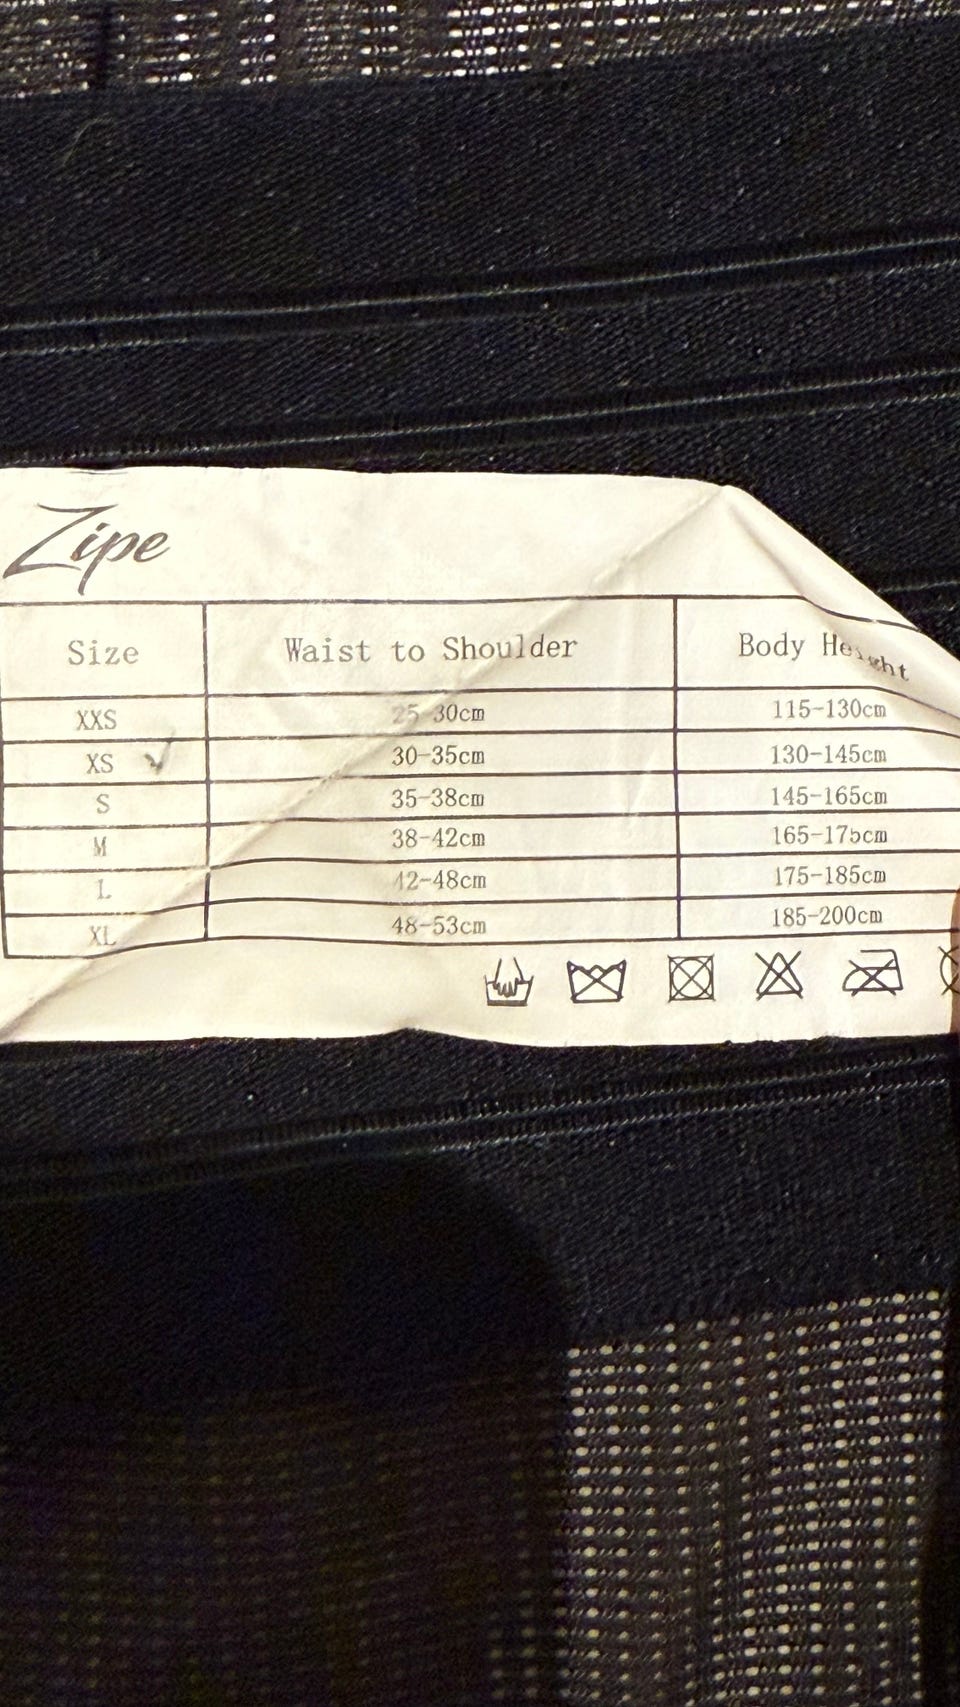 Zipe
Size Waist to Shoulder Body Height
XXS 25-30cm 115-130cm
XS ✓ 30-35cm 130-145cm
S 35-38cm 145-165cm
M 38-42cm 165-175cm
L 42-48cm 175-185cm
XL 48-53cm 185-200cm